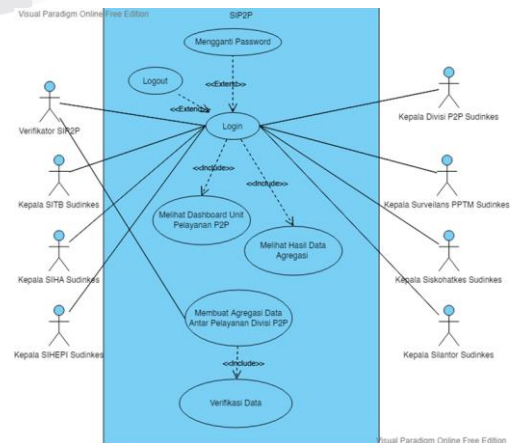 Visual Paradigm Online Free Edition
SIP2P
Mengganti Password
Logout
<<Extend>>
<<Extend>>
Login
Verifikator SIP2P
Kepala Divisi P2P Sudinkes
<<Include>>
<<Include>>
Kepala SITB Sudinkes
Kepala Surveilans PPTM Sudinkes
Melihat Dashboard Unit
Pelayanan P2P
Melihat Hasil Data
Agregasi
Kepala SIHA Sudinkes
Kepala Siskohatkes Sudinkes
Membuat Agregasi Data
Antar Pelayanan Divisi P2P
Kepala SIHEPI Sudinkes
Kepala Silantor Sudinkes
<<Include>>
Verifikasi Data
Visual Paradigm Online Free Edition